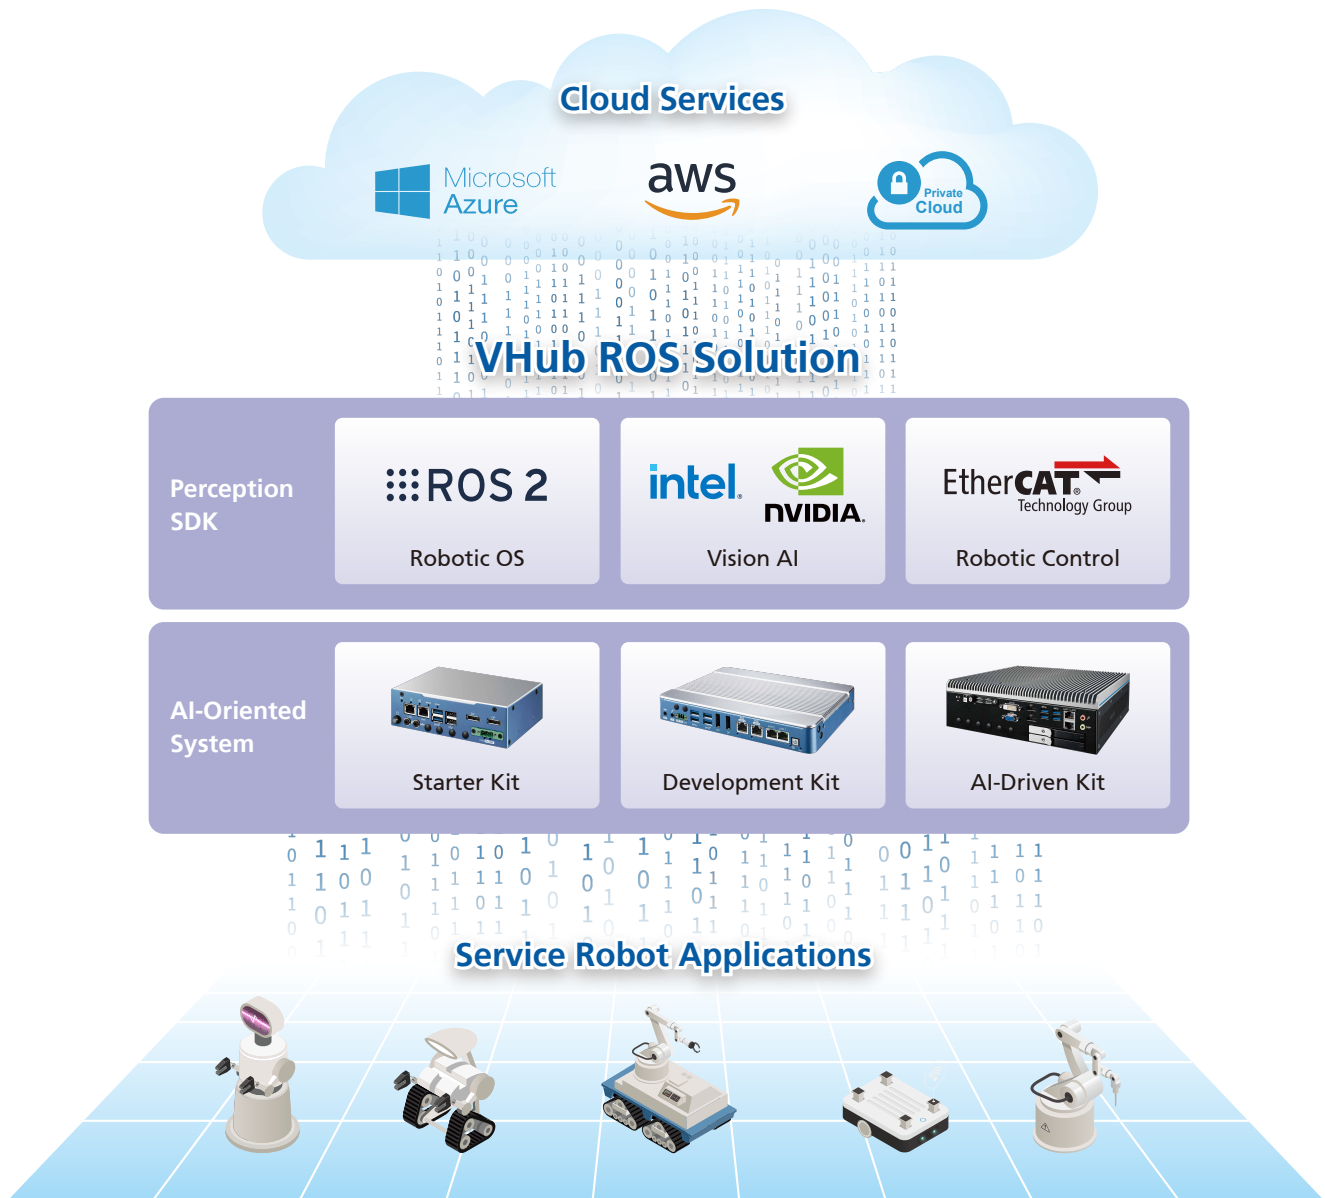 Cloud Services
Microsoft
Azure
aws
Private
Cloud
VHub ROS Solution
Perception
SDK
ROS 2
Robotic OS
intel.
NVIDIA.
Vision AI
EtherCAT®
Technology Group
Robotic Control
AI-Oriented
System
Starter Kit
Development Kit
AI-Driven Kit
Service Robot Applications